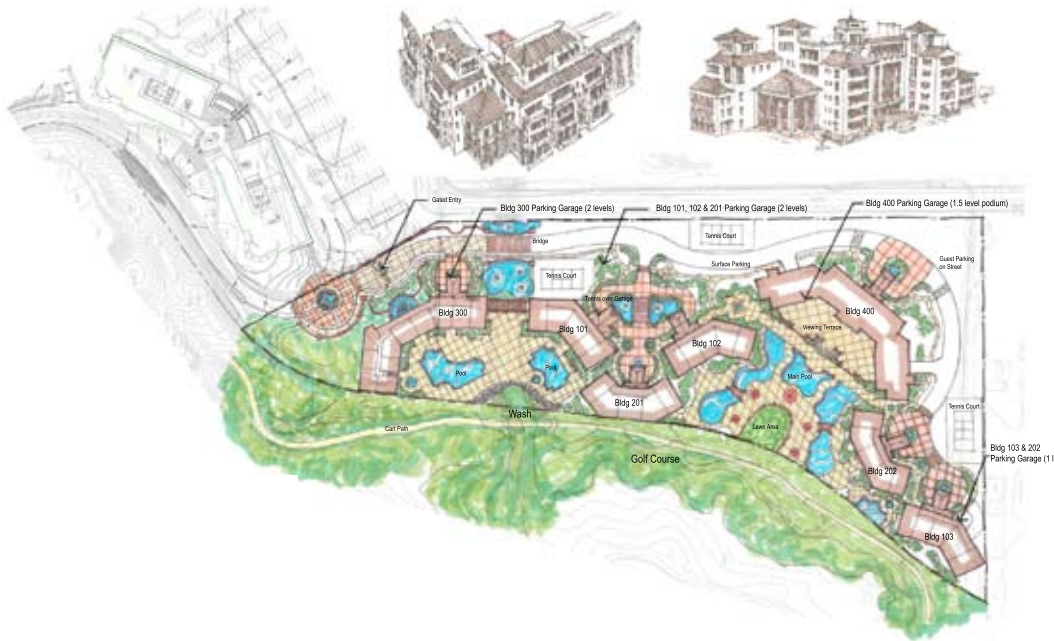 Gated Entry
Bldg 300 Parking Garage (2 levels)
Bldg 101, 102 & 201 Parking Garage (2 levels)
Bldg 400 Parking Garage (1.5 level podium)
Bridge
Tennis Court
Surface Parking
Guest Parking
on Street
Tennis Court
Tennis over Garage
Bldg 300
Bldg 101
Bldg 102
Bldg 400
Viewing Terrace
Pool
Pool
Main Pool
Bldg 201
Wash
Cart Path
Lawn Area
Tennis Court
Golf Course
Bldg 202
Bldg 103 & 202
Parking Garage (1 l
Bldg 103